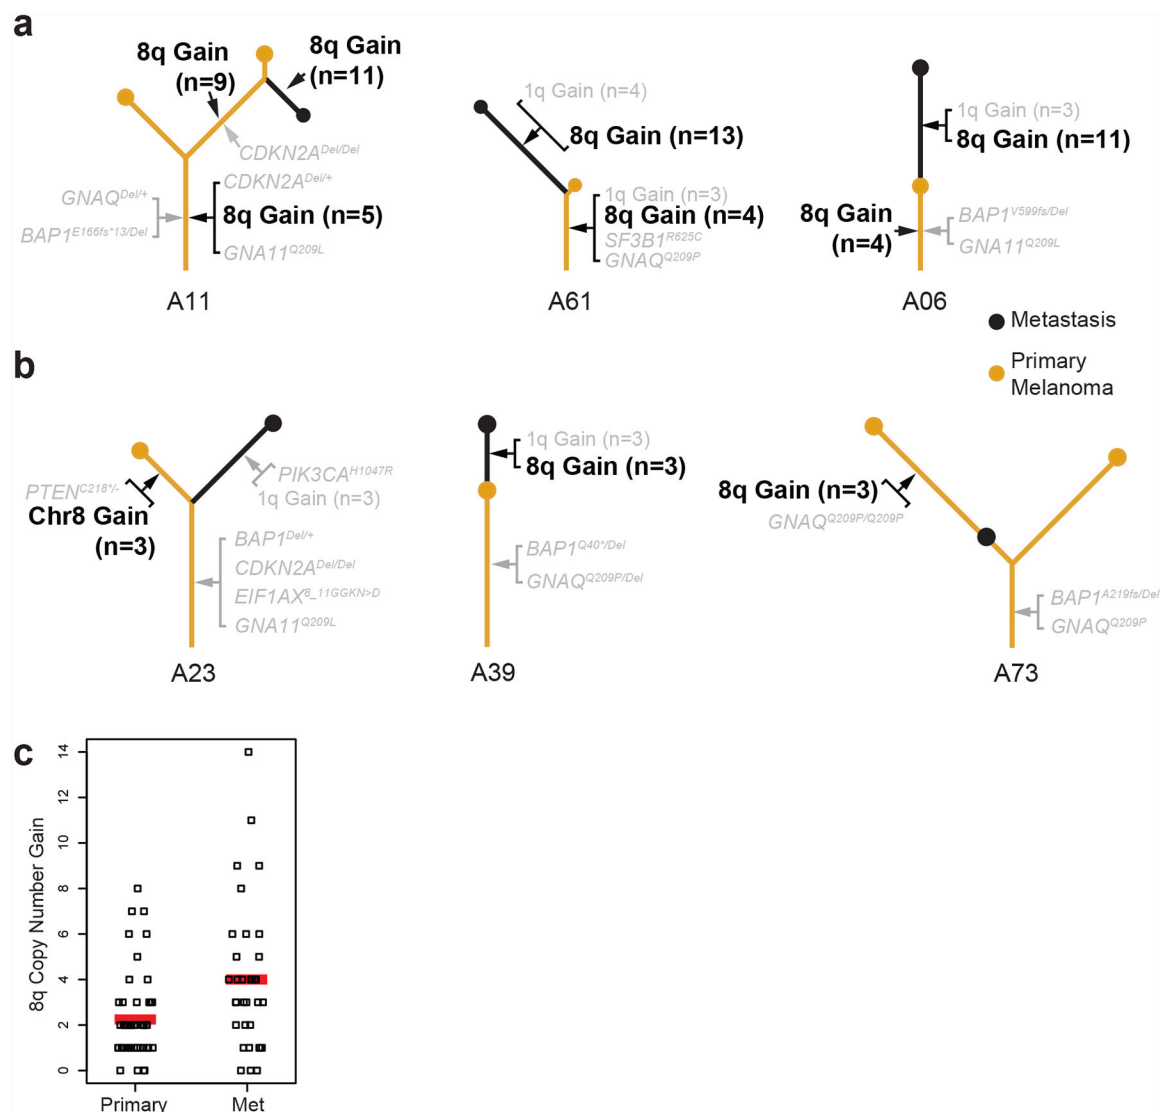 a
8q Gain
(n=9)
8q Gain
(n=11)
CDKN2A^Del/Del
GNAQ^Del/+
BAP1^E166fs*13/Del
CDKN2A^Del/+
8q Gain (n=5)
GNA11^Q209L
A11
1q Gain (n=4)
8q Gain (n=13)
1q Gain (n=3)
8q Gain (n=4)
SF3B1^R625C
GNAQ^Q209P
A61
1q Gain (n=3)
8q Gain (n=11)
8q Gain
(n=4)
BAP1^V599fs/Del
GNA11^Q209L
A06
Metastasis
Primary
Melanoma
b
PTEN^C218*/-
Chr8 Gain
(n=3)
PIK3CA^H1047R
1q Gain (n=3)
BAP1^Del/+
CDKN2A^Del/Del
EIF1AX^8_11GGKN>D
GNA11^Q209L
A23
1q Gain (n=3)
8q Gain (n=3)
BAP1^Q40*/Del
GNAQ^Q209P/Del
A39
8q Gain (n=3)
GNAQ^Q209P/Q209P
BAP1^A219fs/Del
GNAQ^Q209P
A73
c
8q Copy Number Gain
14
12
10
8
6
4
2
0
Primary
Met